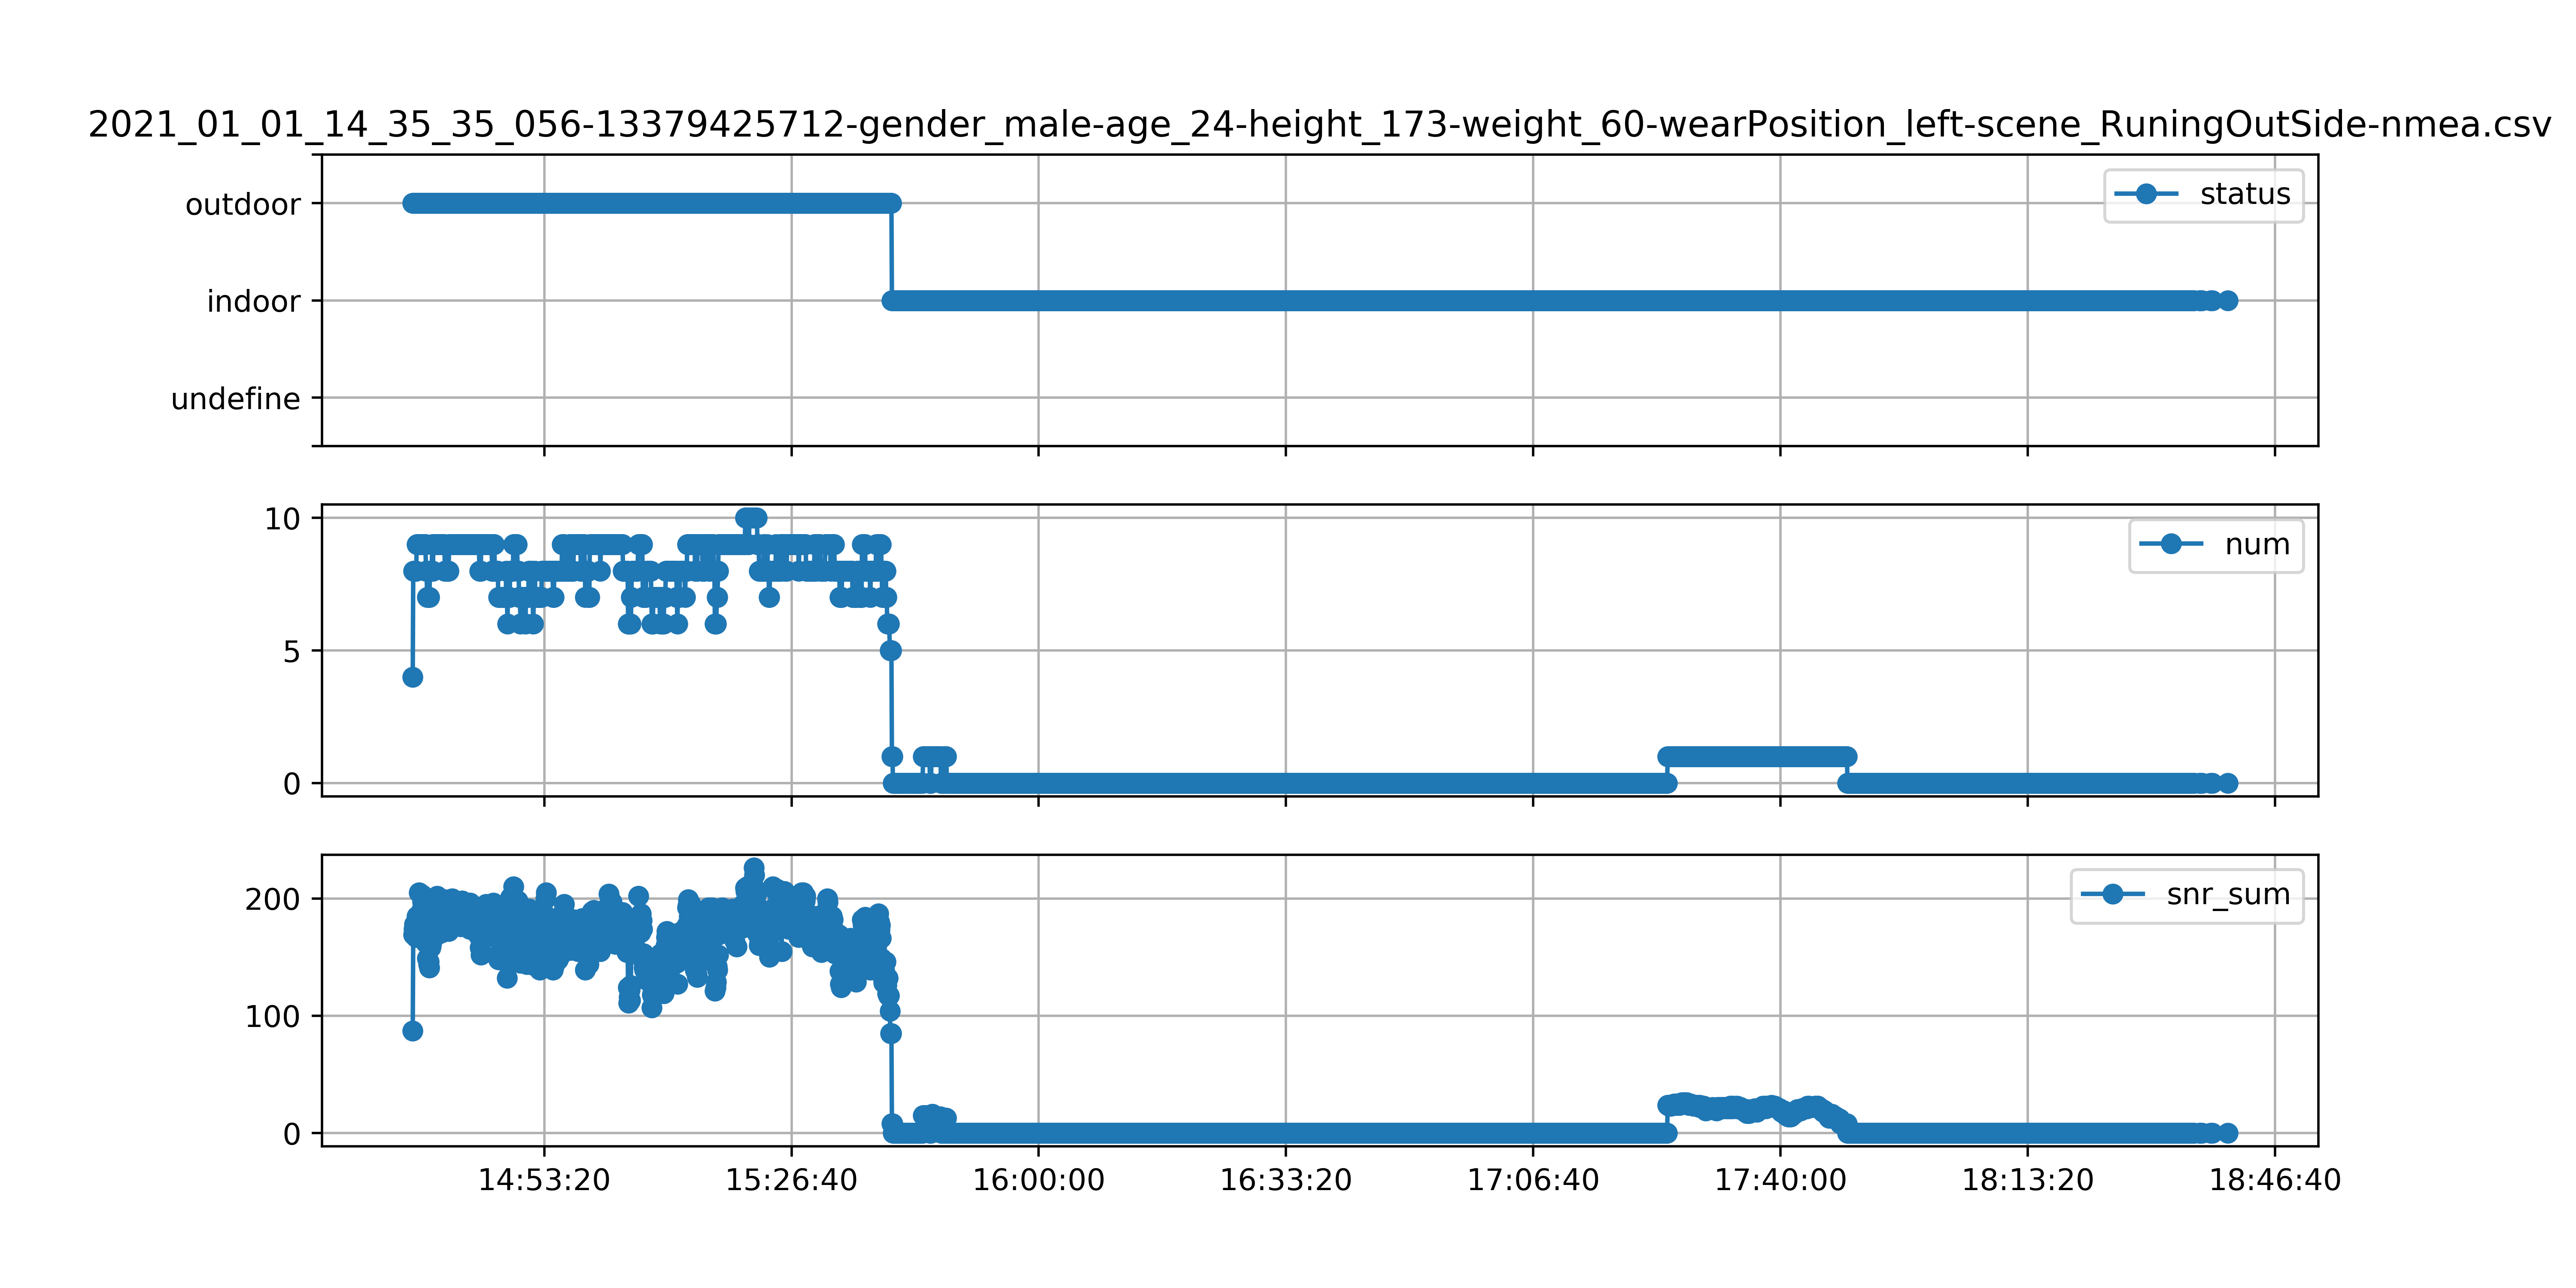 2021_01_01_14_35_35_056-13379425712-gender_male-age_24-height_173-weight_60-wearPosition_left-scene_RuningOutSide-nmea.csv
outdoor
indoor
undefine
status
10
5
0
num
200
100
0
snr_sum
14:53:20 15:26:40 16:00:00 16:33:20 17:06:40 17:40:00 18:13:20 18:46:40